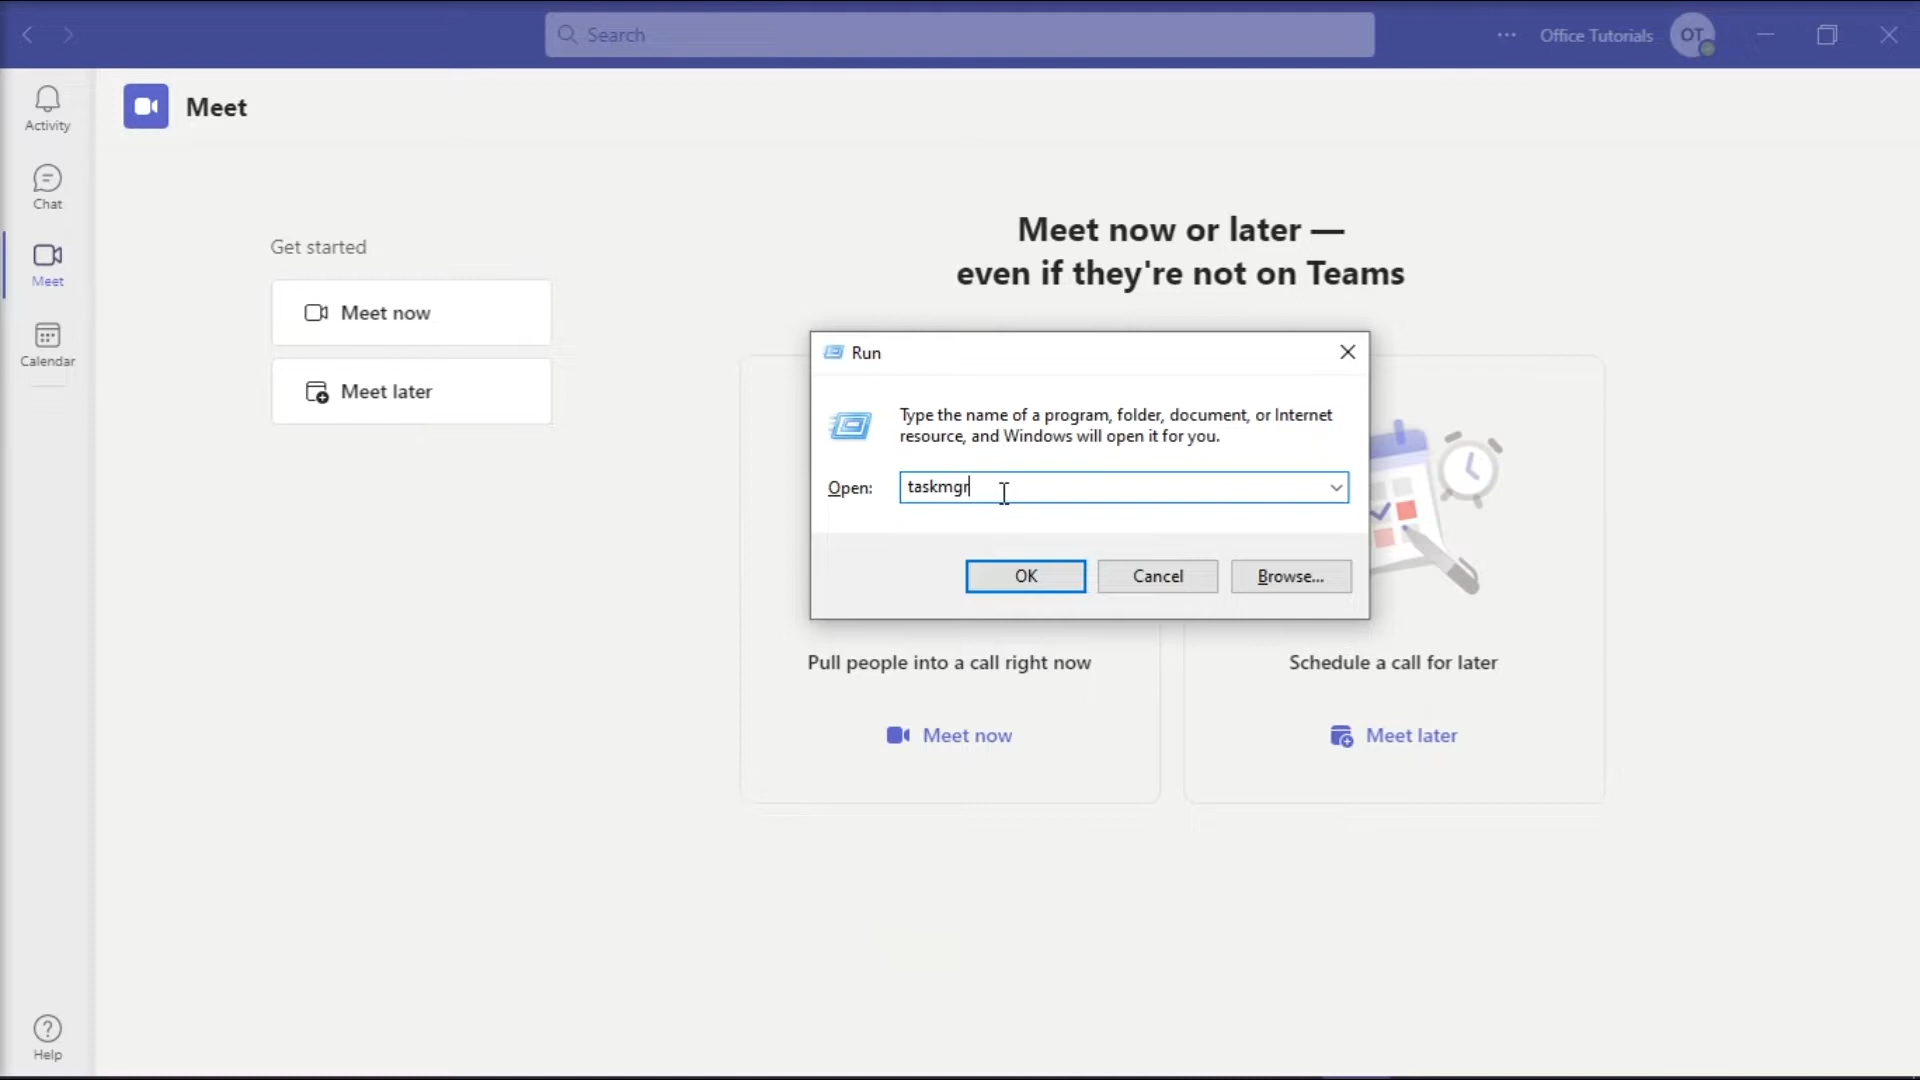 Search
Office Tutorials
OT
Activity
Chat
Meet
Calendar
Help
Meet
Get started
Meet now
Meet later
Meet now or later —
even if they're not on Teams
Run
Type the name of a program, folder, document, or Internet
resource, and Windows will open it for you.
Open:
taskmgr
OK
Cancel
Browse...
Pull people into a call right now
Meet now
Schedule a call for later
Meet later